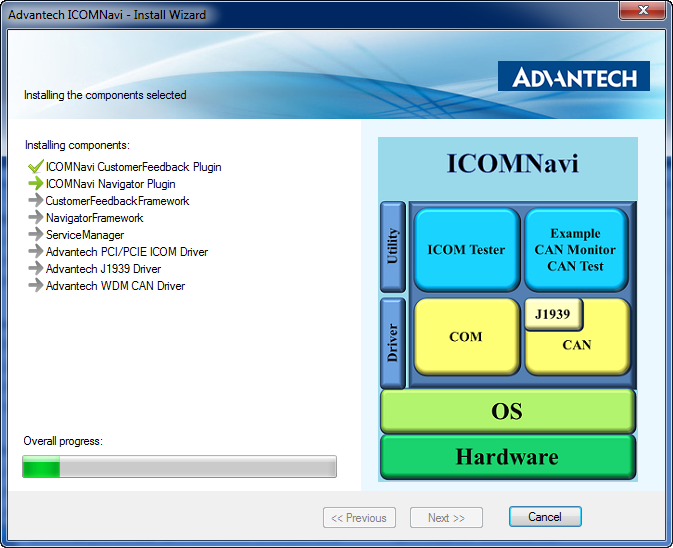 Advantech ICOMNavi - Install Wizard
Installing the components selected
ADVANTECH
Installing components:
ICOMNavi CustomerFeedback Plugin
ICOMNavi Navigator Plugin
CustomerFeedbackFramework
NavigatorFramework
ServiceManager
Advantech PCI/PCIE ICOM Driver
Advantech J1939 Driver
Advantech WDM CAN Driver
Overall progress:
ICOMNavi
Utility
ICOM Tester
Example
CAN Monitor
CAN Test
Driver
COM
J1939
CAN
OS
Hardware
<< Previous
Next >>
Cancel